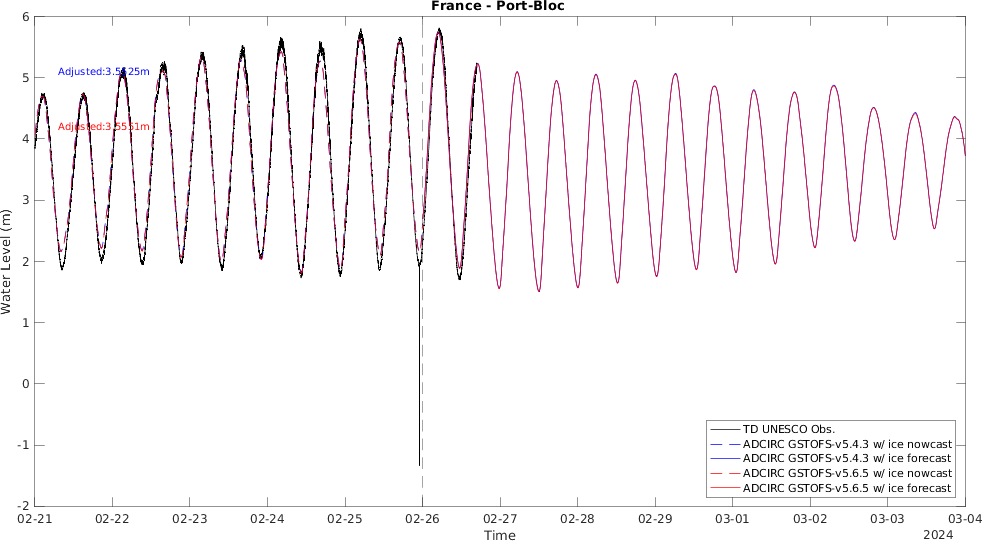 France - Port-Bloc
6
5
4
3
2
1
0
-1
-2
Water Level (m)
Adjusted:3.5525m
Adjusted:3.5551m
TD UNESCO Obs.
ADCIRC GSTOFS-v5.4.3 w/ ice nowcast
ADCIRC GSTOFS-v5.4.3 w/ ice forecast
ADCIRC GSTOFS-v5.6.5 w/ ice nowcast
ADCIRC GSTOFS-v5.6.5 w/ ice forecast
02-21 02-22 02-23 02-24 02-25 02-26 02-27 02-28 02-29 03-01 03-02 03-03 03-04
Time
2024